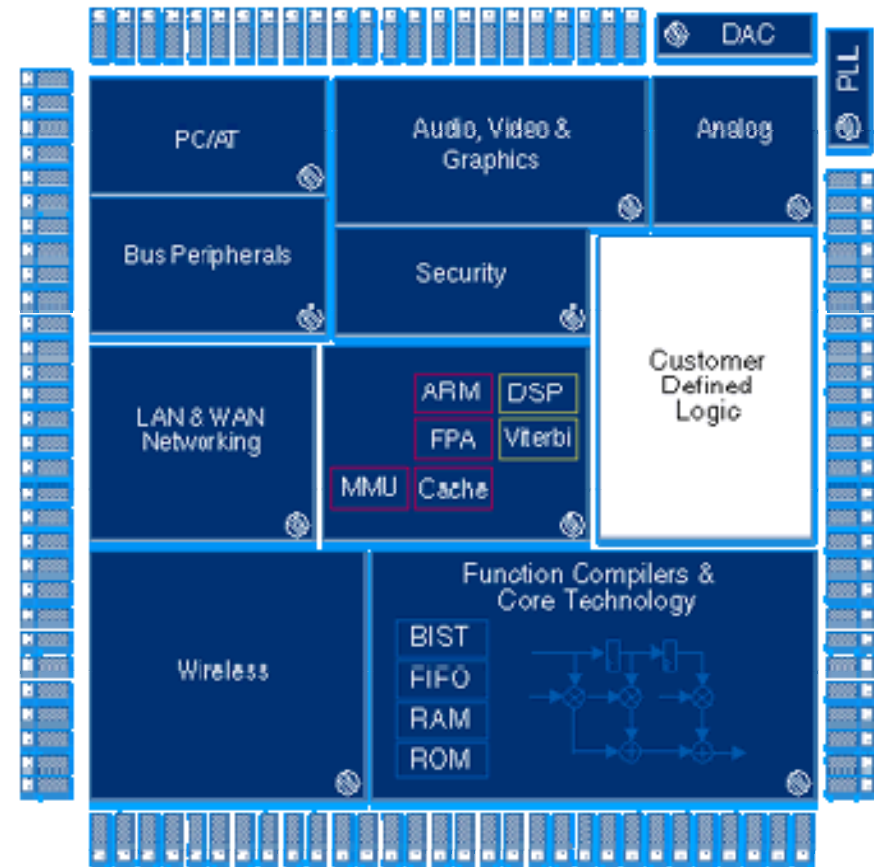 DAC
PLL
PC/AT
Audio, Video &
Graphics
Analog
Bus Peripherals
Security
Customer
Defined
Logic
LAN & WAN
Networking
ARM
DSP
FPA
Viterbi
MMU
Cache
Wireless
Function Compilers &
Core Technology
BIST
FIFO
RAM
ROM